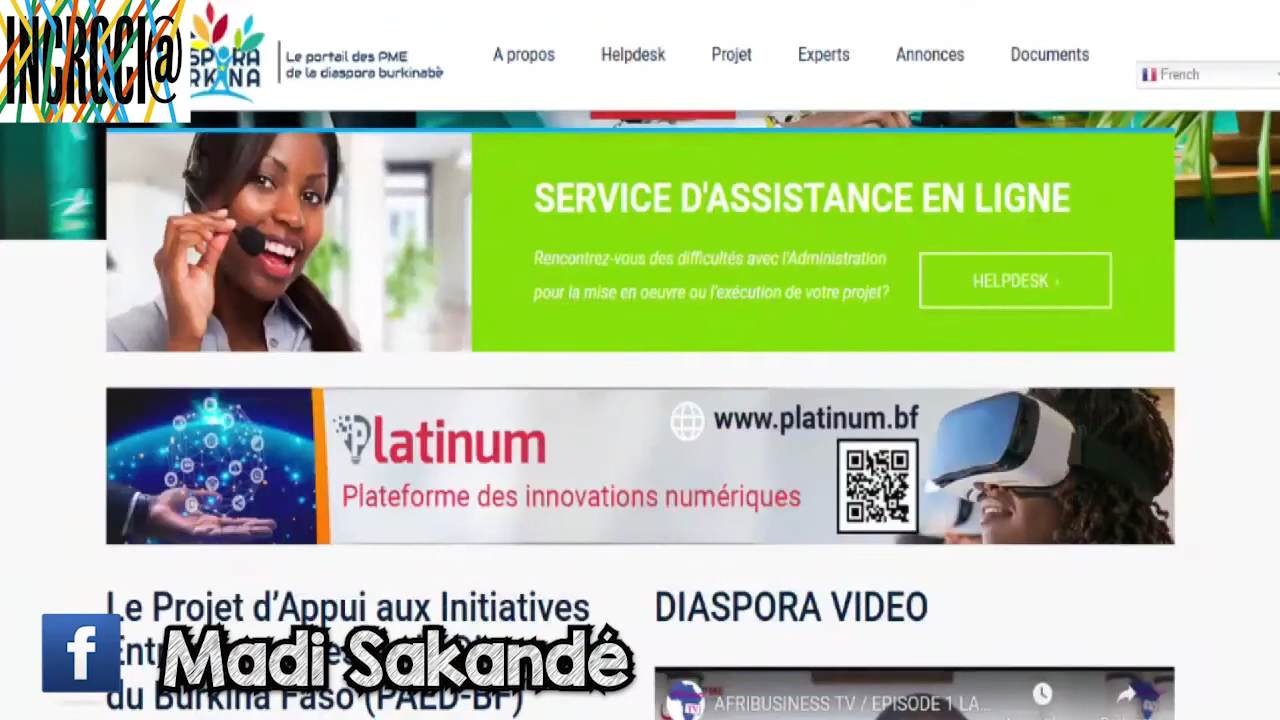 INCRCCI@
SPORA
RKINA
Le portail des PME
de la diaspora burkinabè
A propos
Helpdesk
Projet
Experts
Annonces
Documents
French
SERVICE D'ASSISTANCE EN LIGNE
Rencontrez-vous des difficultés avec l'Administration
pour la mise en oeuvre ou l'exécution de votre projet?
HELPDESK ›
Platinum
www.platinum.bf
Plateforme des innovations numériques
Le Projet d'Appui aux Initiatives
du Burkina Faso (PAED-BF)
DIASPORA VIDEO
f Madi Sakandé
AFRIBUSINESS TV / EPISODE 1 LA...